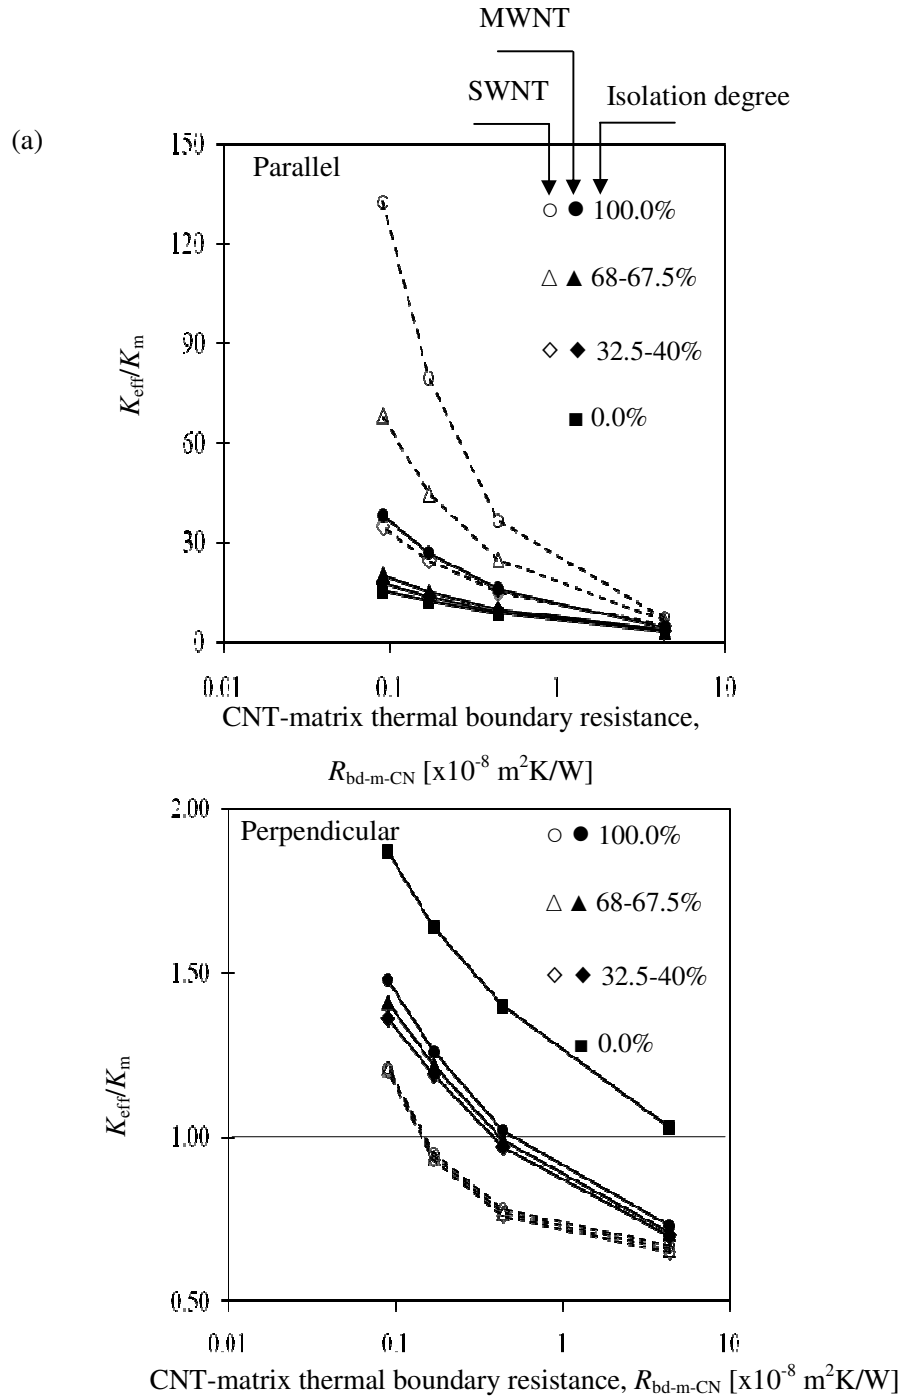 MWNT
SWNT
Isolation degree
(a)
150
Parallel
100.0%
120
68-67.5%
90
32.5-40%
K_eff/K_m
60
0.0%
30
0
0.01 0.1 1 10
CNT-matrix thermal boundary resistance,
R_bd-m-CN [x10^-8 m^2K/W]
2.00
Perpendicular
100.0%
68-67.5%
1.50
32.5-40%
0.0%
K_eff/K_m
1.00
0.50
0.01 0.1 1 10
CNT-matrix thermal boundary resistance, R_bd-m-CN [x10^-8 m^2K/W]